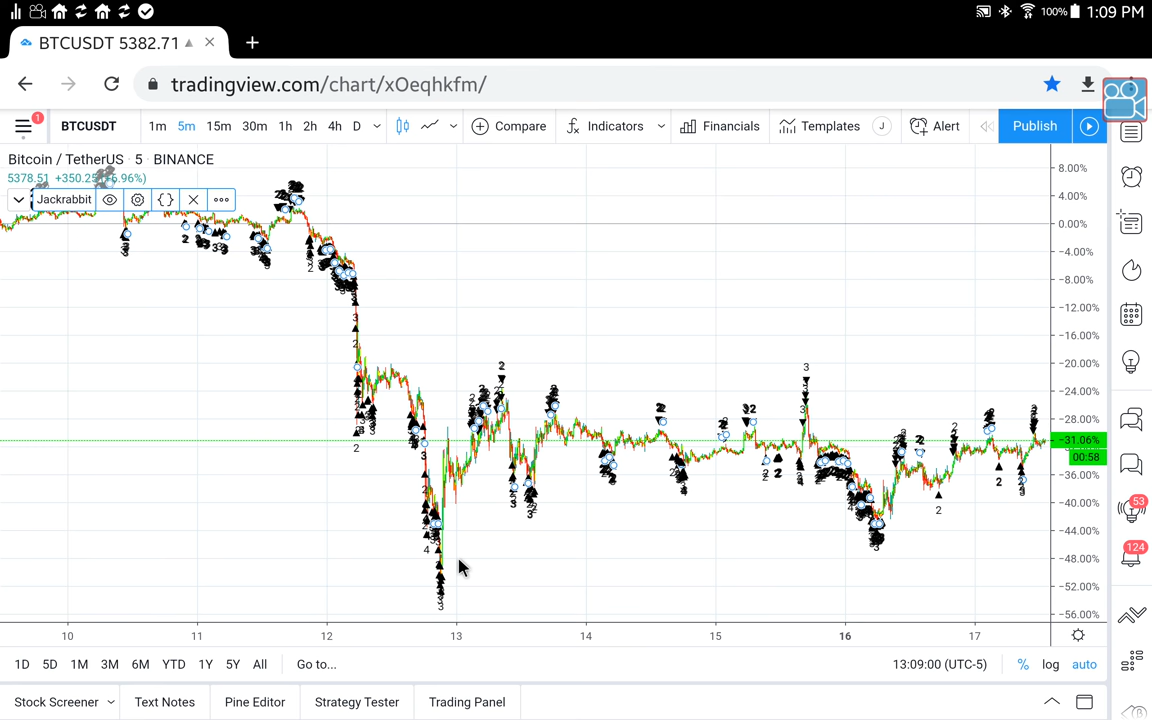 100% 1:09 PM
BTCUSDT 5382.71
tradingview.com/chart/xOeqhkfm/
1
BTCUSDT 1m 5m 15m 30m 1h 2h 4h D Compare Indicators Financials Templates J Alert Publish
Bitcoin / TetherUS · 5 · BINANCE
Jackrabbit
8.00%
4.00%
0.00%
−4.00%
−8.00%
−12.00%
−16.00%
−20.00%
−24.00%
−28.00%
−31.06%
00:58
−36.00%
−40.00%
−44.00%
−48.00%
−52.00%
−56.00%
53
124
10 11 12 13 14 15 16 17
1D 5D 1M 3M 6M YTD 1Y 5Y All Go to... 13:09:00 (UTC-5) % log auto
Stock Screener Text Notes Pine Editor Strategy Tester Trading Panel